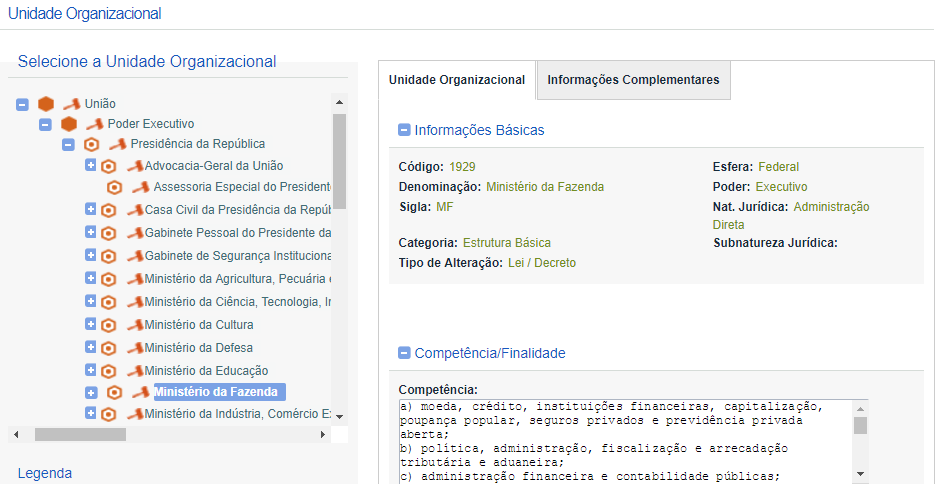 Unidade Organizacional
Selecione a Unidade Organizacional
União
Poder Executivo
Presidência da República
Advocacia-Geral da União
Assessoria Especial do President
Casa Civil da Presidência da Repú
Gabinete Pessoal do Presidente da
Gabinete de Segurança Instituciona
Ministério da Agricultura, Pecuária
Ministério da Ciência, Tecnologia,
Ministério da Cultura
Ministério da Defesa
Ministério da Educação
Ministério da Fazenda
Ministério da Indústria, Comércio E
Legenda
Unidade Organizacional
Informações Complementares
Informações Básicas
Código: 1929
Denominação: Ministério da Fazenda
Sigla: MF
Categoria: Estrutura Básica
Tipo de Alteração: Lei / Decreto
Esfera: Federal
Poder: Executivo
Nat. Jurídica: Administração
Direta
Subnatureza Jurídica:
Competência/Finalidade
Competência:
a) moeda, crédito, instituições financeiras, capitalização,
poupança popular, seguros privados e previdência privada
aberta;
b) política, administração, fiscalização e arrecadação
tributária e aduaneira;
c) administração financeira e contabilidade públicas;